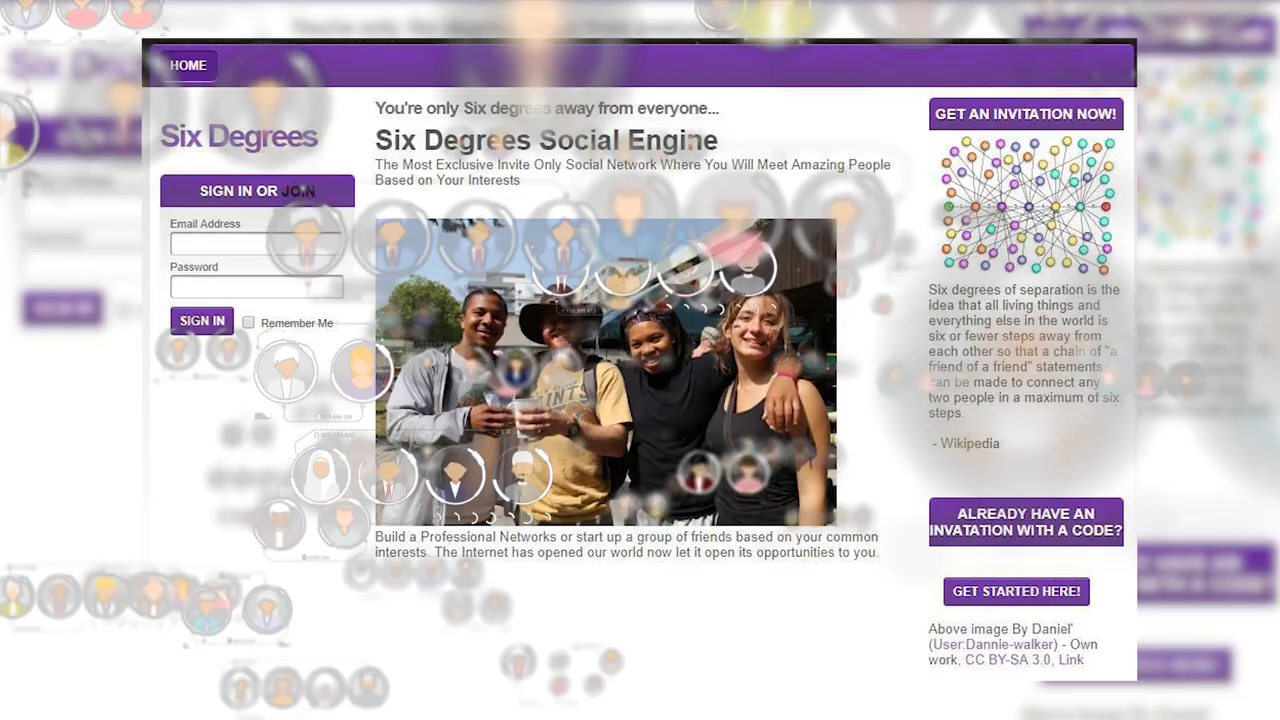 HOME
Six Degrees
SIGN IN OR JOIN
Email Address
Password
SIGN IN
Remember Me
You're only Six degrees away from everyone...
Six Degrees Social Engine
The Most Exclusive Invite Only Social Network Where You Will Meet Amazing People
Based on Your Interests
Build a Professional Networks or start up a group of friends based on your common
interests. The Internet has opened our world now let it open its opportunities to you.
GET AN INVITATION NOW!
Six degrees of separation is the
idea that all living things and
everything else in the world is
six or fewer steps away from
each other so that a chain of "a
friend of a friend" statements
can be made to connect any
two people in a maximum of six
steps.
- Wikipedia
ALREADY HAVE AN
INVATATION WITH A CODE?
GET STARTED HERE!
Above image By Daniel'
(User:Dannie-walker) - Own
work, CC BY-SA 3.0, Link